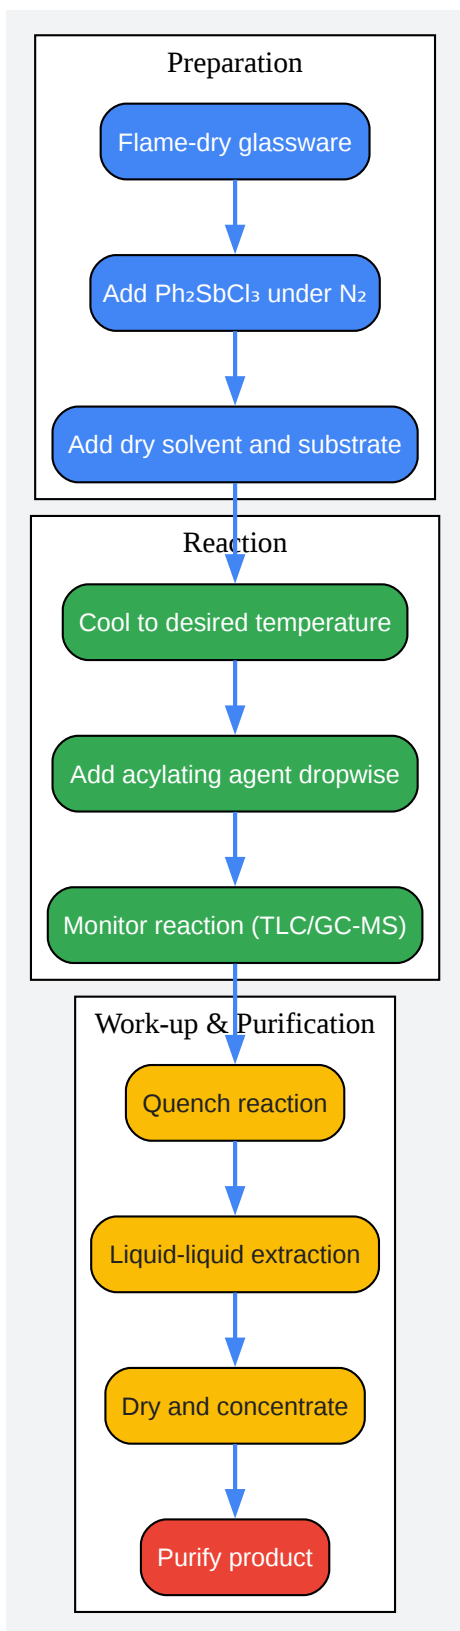 Preparation
Flame-dry glassware
Add Ph₂SbCl₃ under N₂
Add dry solvent and substrate
Reaction
Cool to desired temperature
Add acylating agent dropwise
Monitor reaction (TLC/GC-MS)
Work-up & Purification
Quench reaction
Liquid-liquid extraction
Dry and concentrate
Purify product